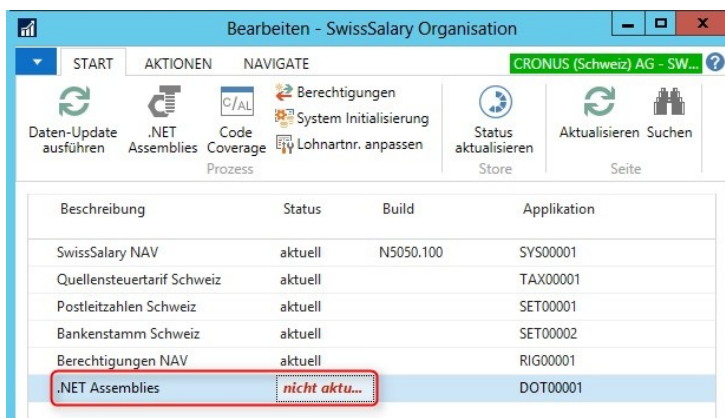 Bearbeiten - SwissSalary Organisation
START AKTIONEN NAVIGATE CRONUS (Schweiz) AG - SW... ?
Daten-Update ausführen
.NET Assemblies
C/AL
Code Coverage
Berechtigungen
System Initialisierung
Lohnartnr. anpassen
Prozess
Status aktualisieren
Store
Aktualisieren Suchen
Seite
Beschreibung Status Build Applikation
SwissSalary NAV aktuell N5050.100 SYS00001
Quellensteuertarif Schweiz aktuell TAX00001
Postleitzahlen Schweiz aktuell SET00001
Bankenstamm Schweiz aktuell SET00002
Berechtigungen NAV aktuell RIG00001
.NET Assemblies nicht aktu... DOT00001